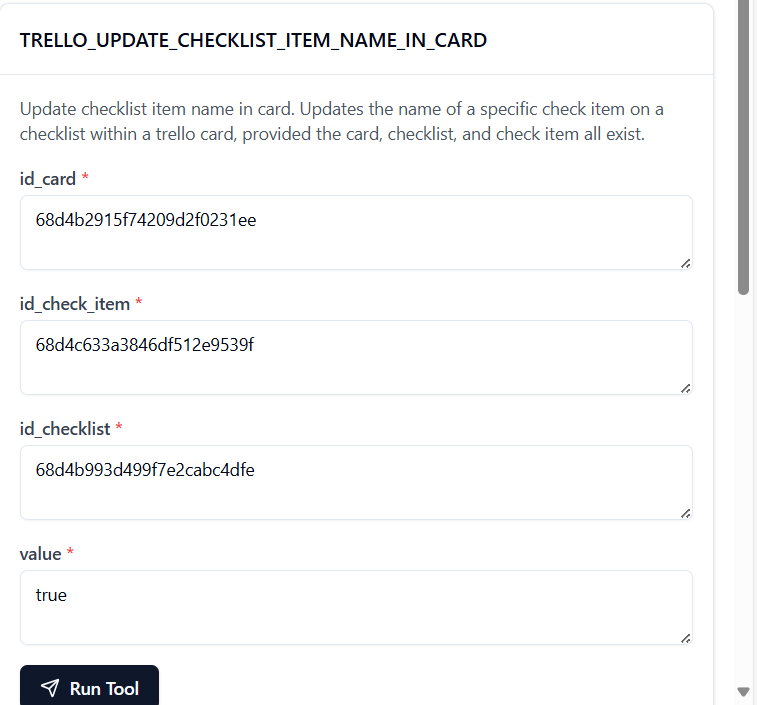 TRELLO_UPDATE_CHECKLIST_ITEM_NAME_IN_CARD
Update checklist item name in card. Updates the name of a specific check item on a
checklist within a trello card, provided the card, checklist, and check item all exist.
id_card *
68d4b2915f74209d2f0231ee
id_check_item *
68d4c633a3846df512e9539f
id_checklist *
68d4b993d499f7e2cabc4dfe
value *
true
Run Tool